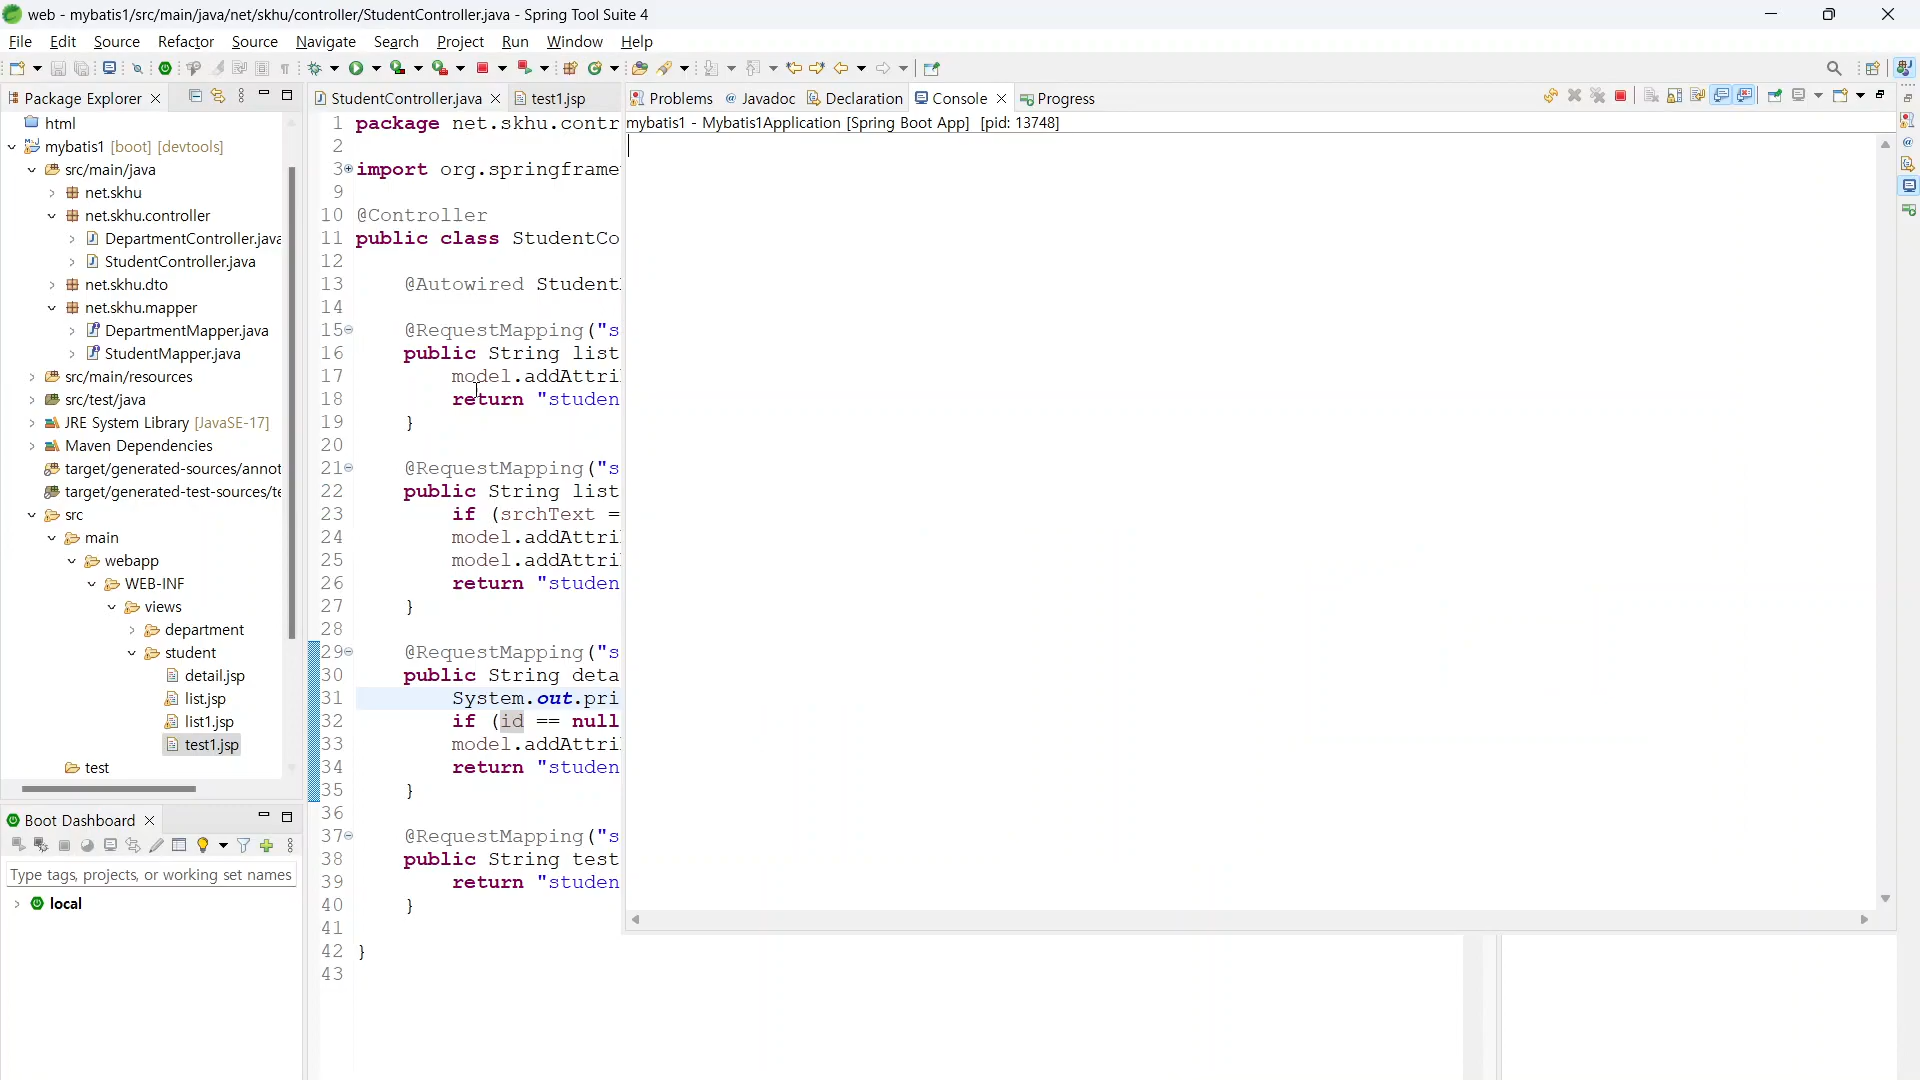 web - mybatis1/src/main/java/net/skhu/controller/StudentController.java - Spring Tool Suite 4
File Edit Source Refactor Source Navigate Search Project Run Window Help
Package Explorer
html
mybatis1 [boot] [devtools]
src/main/java
net.skhu
net.skhu.controller
DepartmentController.java
StudentController.java
net.skhu.dto
net.skhu.mapper
DepartmentMapper.java
StudentMapper.java
src/main/resources
src/test/java
JRE System Library [JavaSE-17]
Maven Dependencies
target/generated-sources/annot
target/generated-test-sources/te
src
main
webapp
WEB-INF
views
department
student
detail.jsp
list.jsp
list1.jsp
test1.jsp
test
Boot Dashboard
Type tags, projects, or working set names
local
StudentController.java test1.jsp
1 package net.skhu.contr
2
3 import org.springframe
9
10 @Controller
11 public class StudentCo
12
13 @Autowired Student
14
15 @RequestMapping("s
16 public String list
17 model.addAttri
18 return "studen
19 }
20
21 @RequestMapping("s
22 public String list
23 if (srchText =
24 model.addAttri
25 model.addAttri
26 return "studen
27 }
28
29 @RequestMapping("s
30 public String deta
31 System.out.pri
32 if (id == null
33 model.addAttri
34 return "studen
35 }
36
37 @RequestMapping("s
38 public String test
39 return "studen
40 }
41
42 }
43
Problems Javadoc Declaration Console Progress
mybatis1 - Mybatis1Application [Spring Boot App] [pid: 13748]